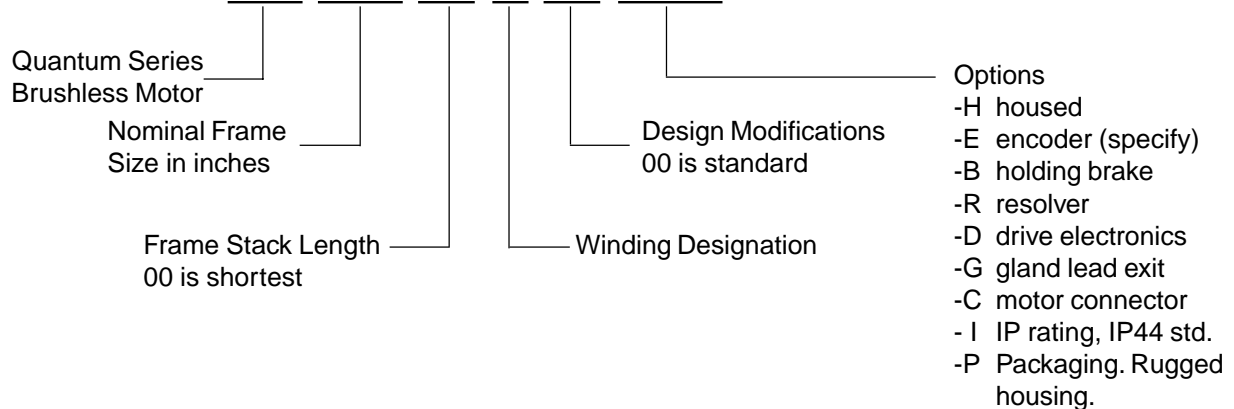 Quantum Series
Brushless Motor
Nominal Frame
Size in inches
Frame Stack Length
00 is shortest
Winding Designation
Design Modifications
00 is standard
Options
-H housed
-E encoder (specify)
-B holding brake
-R resolver
-D drive electronics
-G gland lead exit
-C motor connector
- I IP rating, IP44 std.
-P Packaging. Rugged
housing.